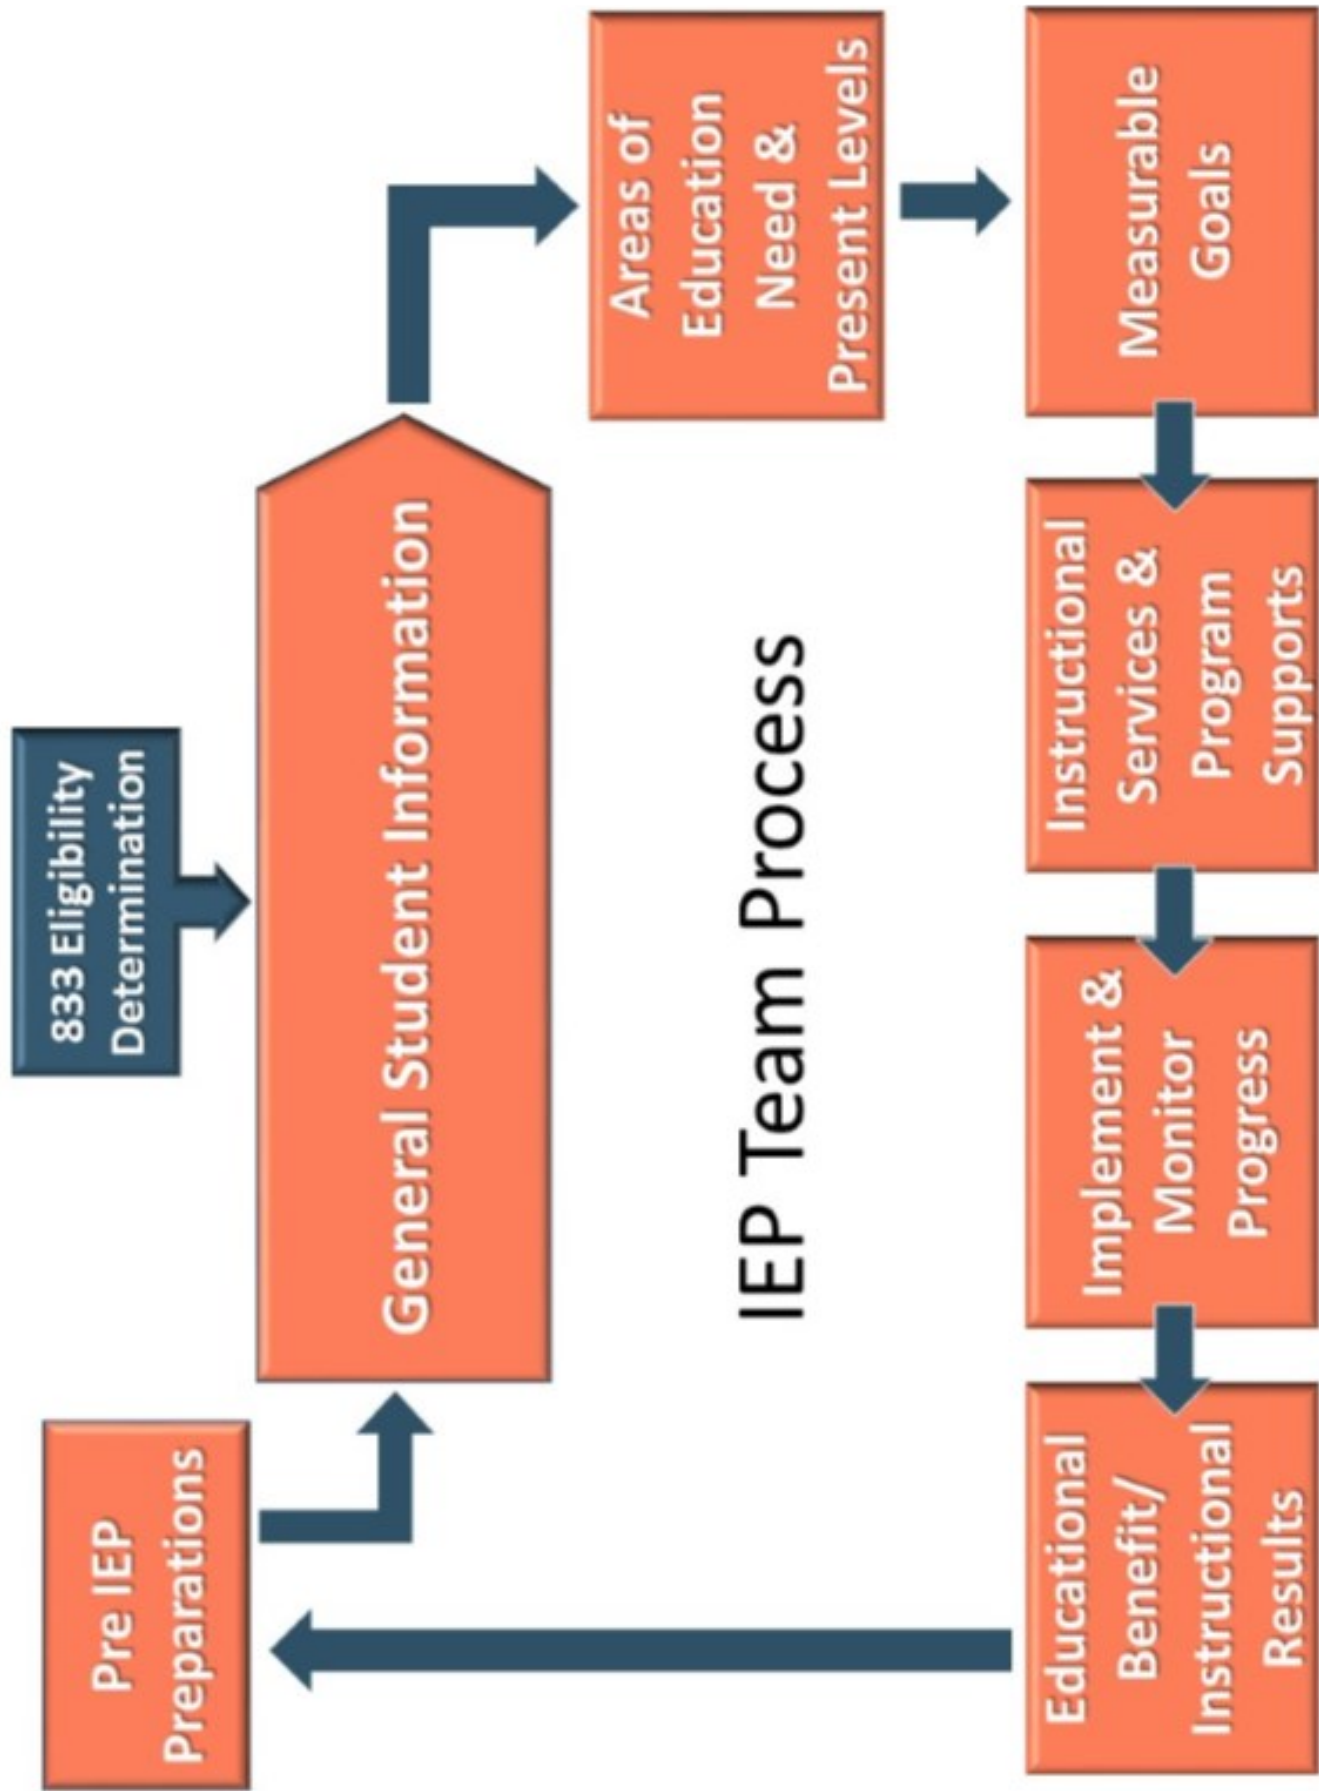 833 Eligibility
Determination
Pre IEP
Preparations
General Student Information
Areas of
Education
Need &
Present Levels
IEP Team Process
Measurable
Goals
Instructional
Services &
Program
Supports
Implement &
Monitor
Progress
Educational
Benefit/
Instructional
Results